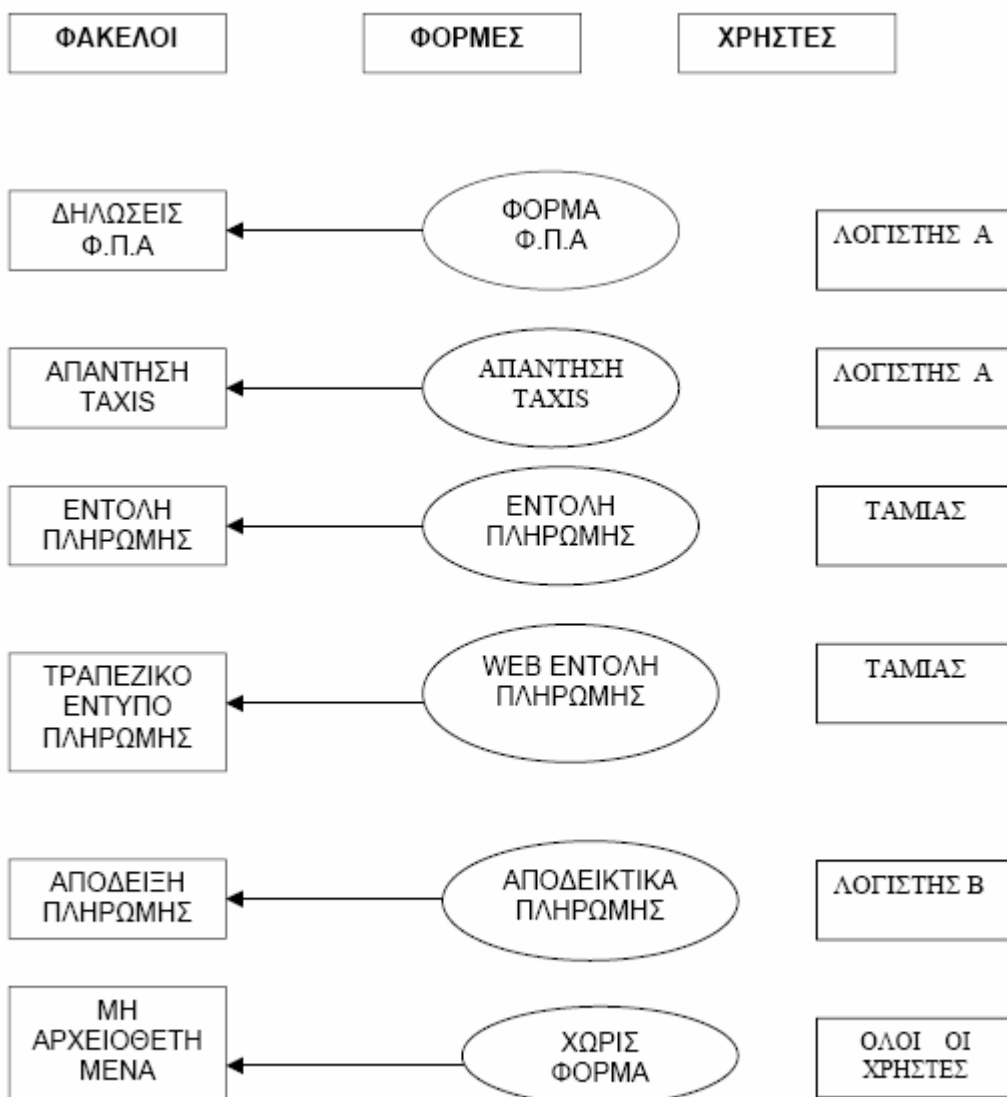 ΦΑΚΕΛΟΙ ΦΟΡΜΕΣ ΧΡΗΣΤΕΣ
ΔΗΛΩΣΕΙΣ
Φ.Π.Α
ΦΟΡΜΑ
Φ.Π.Α
ΛΟΓΙΣΤΗΣ Α
ΑΠΑΝΤΗΣΗ
TAXIS
ΑΠΑΝΤΗΣΗ
TAXIS
ΛΟΓΙΣΤΗΣ Α
ΕΝΤΟΛΗ
ΠΛΗΡΩΜΗΣ
ΕΝΤΟΛΗ
ΠΛΗΡΩΜΗΣ
ΤΑΜΙΑΣ
ΤΡΑΠΕΖΙΚΟ
ΕΝΤΥΠΟ
ΠΛΗΡΩΜΗΣ
WEB ΕΝΤΟΛΗ
ΠΛΗΡΩΜΗΣ
ΤΑΜΙΑΣ
ΑΠΟΔΕΙΞΗ
ΠΛΗΡΩΜΗΣ
ΑΠΟΔΕΙΚΤΙΚΑ
ΠΛΗΡΩΜΗΣ
ΛΟΓΙΣΤΗΣ Β
ΜΗ
ΑΡΧΕΙΟΘΕΤΗ
ΜΕΝΑ
ΧΩΡΙΣ
ΦΟΡΜΑ
ΟΛΟΙ ΟΙ
ΧΡΗΣΤΕΣ